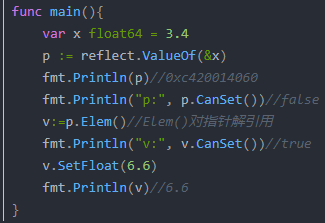 func main(){
    var x float64 = 3.4
    p := reflect.ValueOf(&x)
    fmt.Println(p)//0xc420014060
    fmt.Println("p:", p.CanSet())//false
    v:=p.Elem()//Elem()对指针解引用
    fmt.Println("v:", v.CanSet())//true
    v.SetFloat(6.6)
    fmt.Println(v)//6.6
}